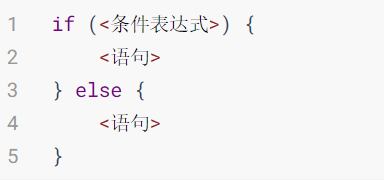 1 if (<条件表达式>) {
2     <语句>
3 } else {
4     <语句>
5 }